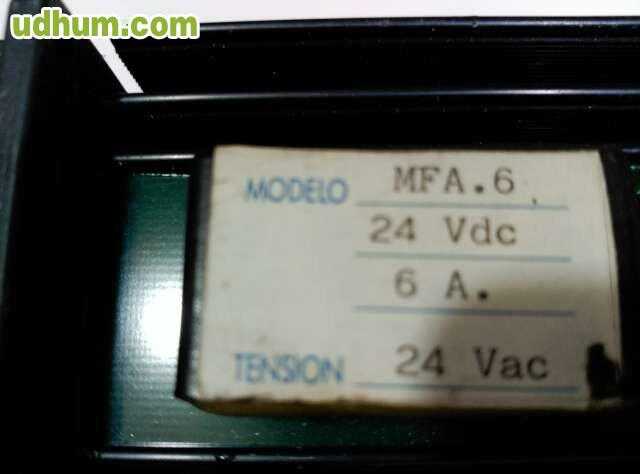 udhum.com
MODELO MFA.6
24 Vdc
6 A.
TENSION 24 Vac